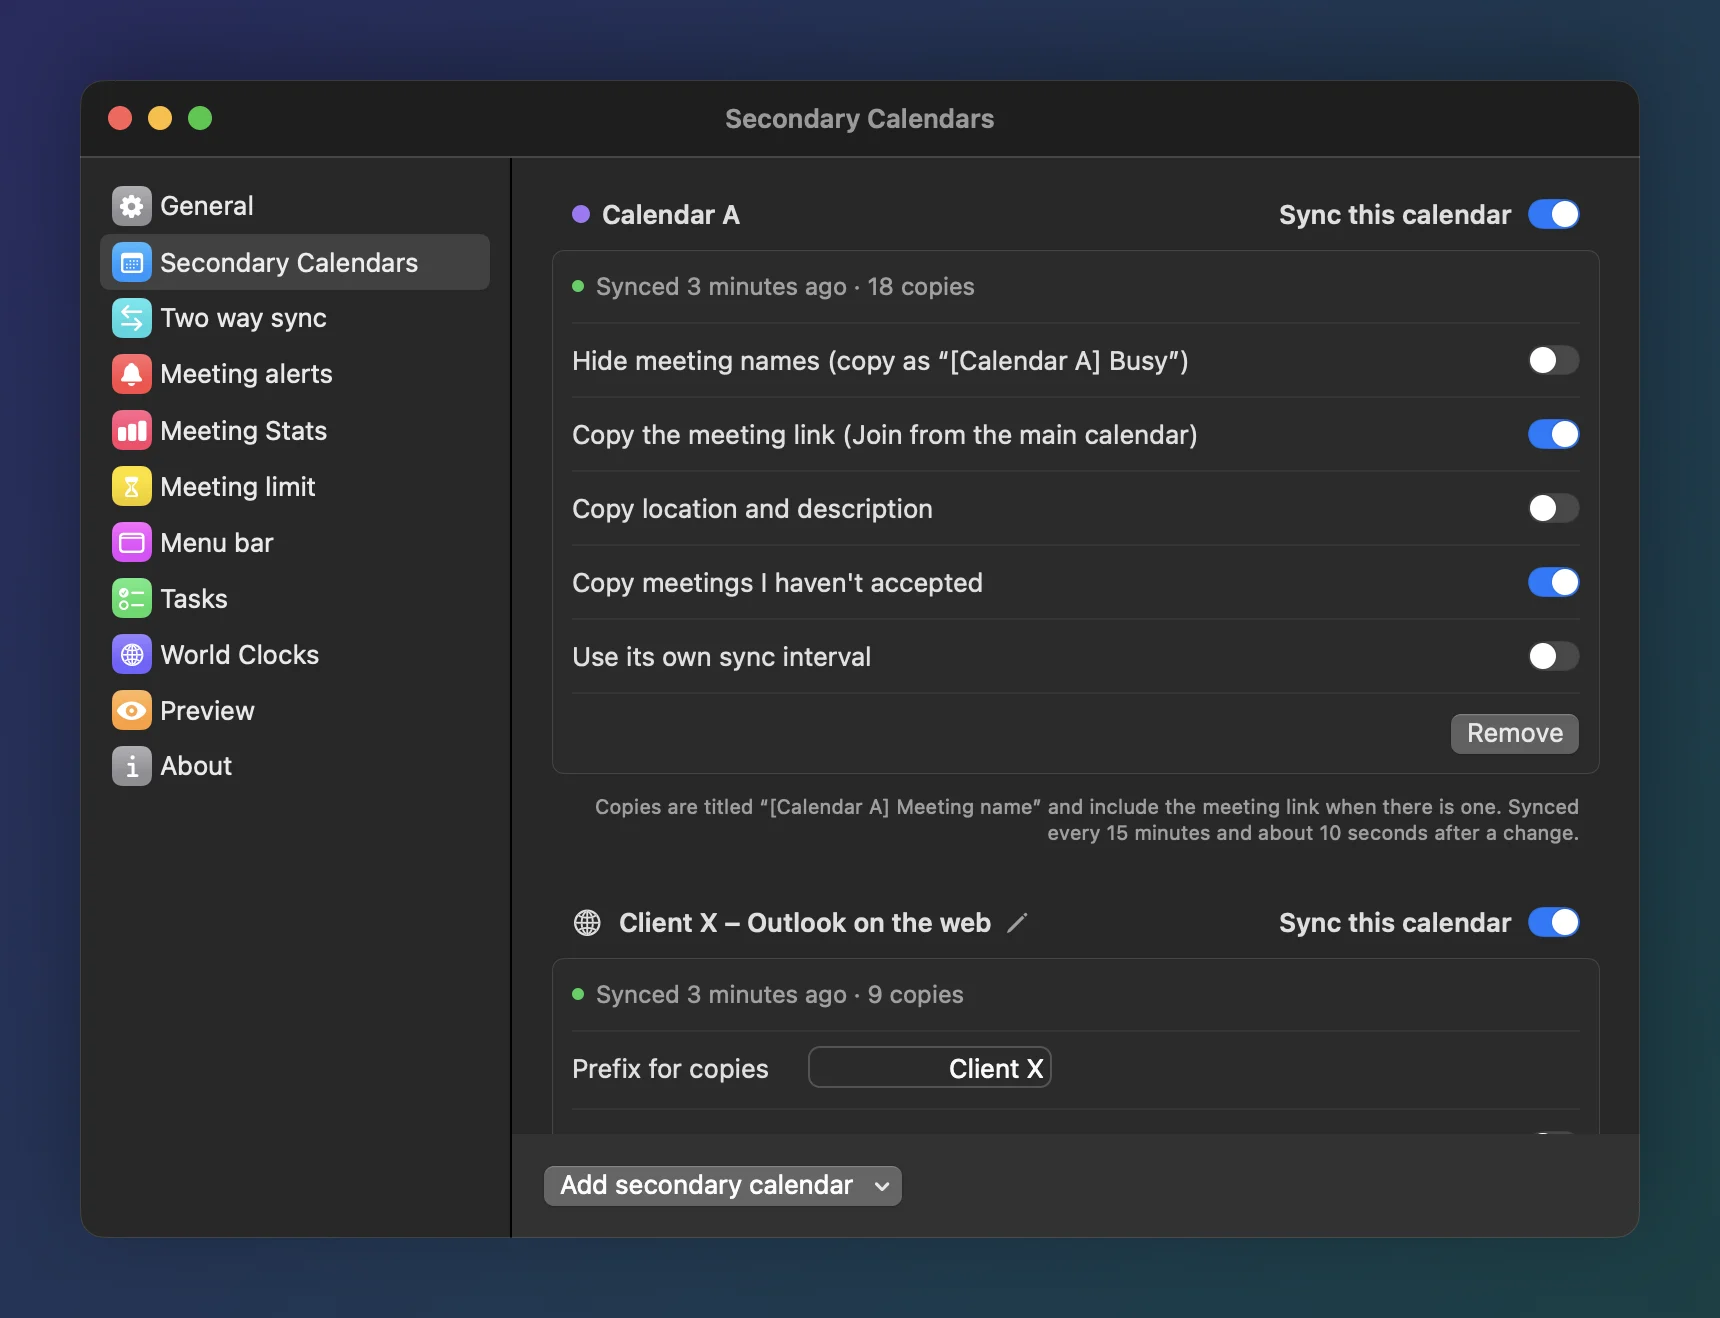 Secondary Calendars
General
Secondary Calendars
Two way sync
Meeting alerts
Meeting Stats
Meeting limit
Menu bar
Tasks
World Clocks
Preview
About
Calendar A
Sync this calendar
Synced 3 minutes ago · 18 copies
Hide meeting names (copy as “[Calendar A] Busy”)
Copy the meeting link (Join from the main calendar)
Copy location and description
Copy meetings I haven't accepted
Use its own sync interval
Remove
Copies are titled “[Calendar A] Meeting name” and include the meeting link when there is one. Synced
every 15 minutes and about 10 seconds after a change.
Client X – Outlook on the web
Sync this calendar
Synced 3 minutes ago · 9 copies
Prefix for copies
Client X
Add secondary calendar